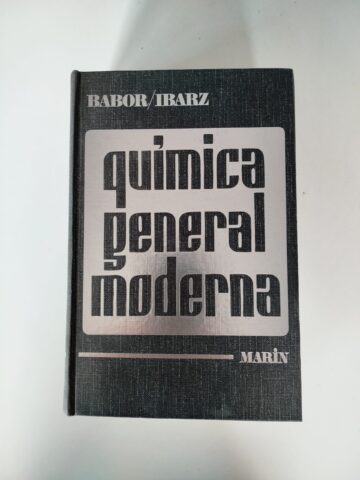 BABOR/IBARZ
química
general
moderna
MARÍN